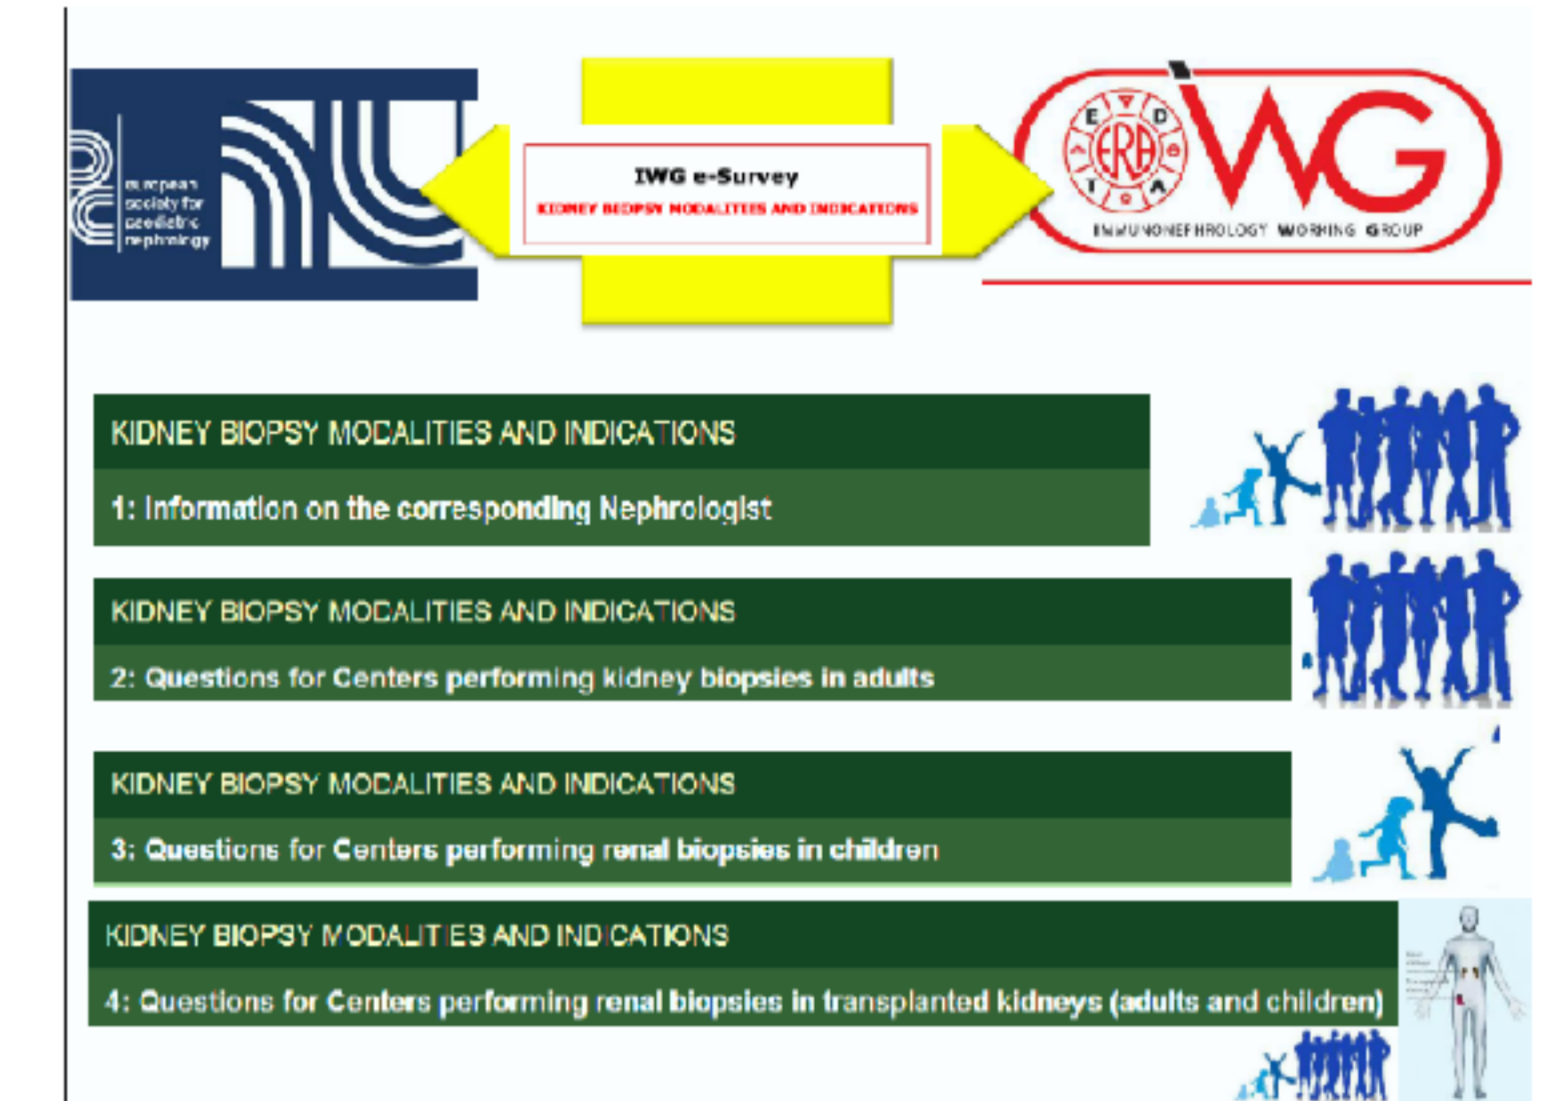 european
society for
paediatric
nephrology
IWG e-Survey
KIDNEY BIOPSY MODALITIES AND INDICATIONS
E D
ERA
T A
iWG
IMMUNONEPHROLOGY WORKING GROUP
KIDNEY BIOPSY MODALITIES AND INDICATIONS
1: Information on the corresponding Nephrologist
KIDNEY BIOPSY MODALITIES AND INDICATIONS
2: Questions for Centers performing kidney biopsies in adults
KIDNEY BIOPSY MODALITIES AND INDICATIONS
3: Questions for Centers performing renal biopsies in children
KIDNEY BIOPSY MODALITIES AND INDICATIONS
4: Questions for Centers performing renal biopsies in transplanted kidneys (adults and children)